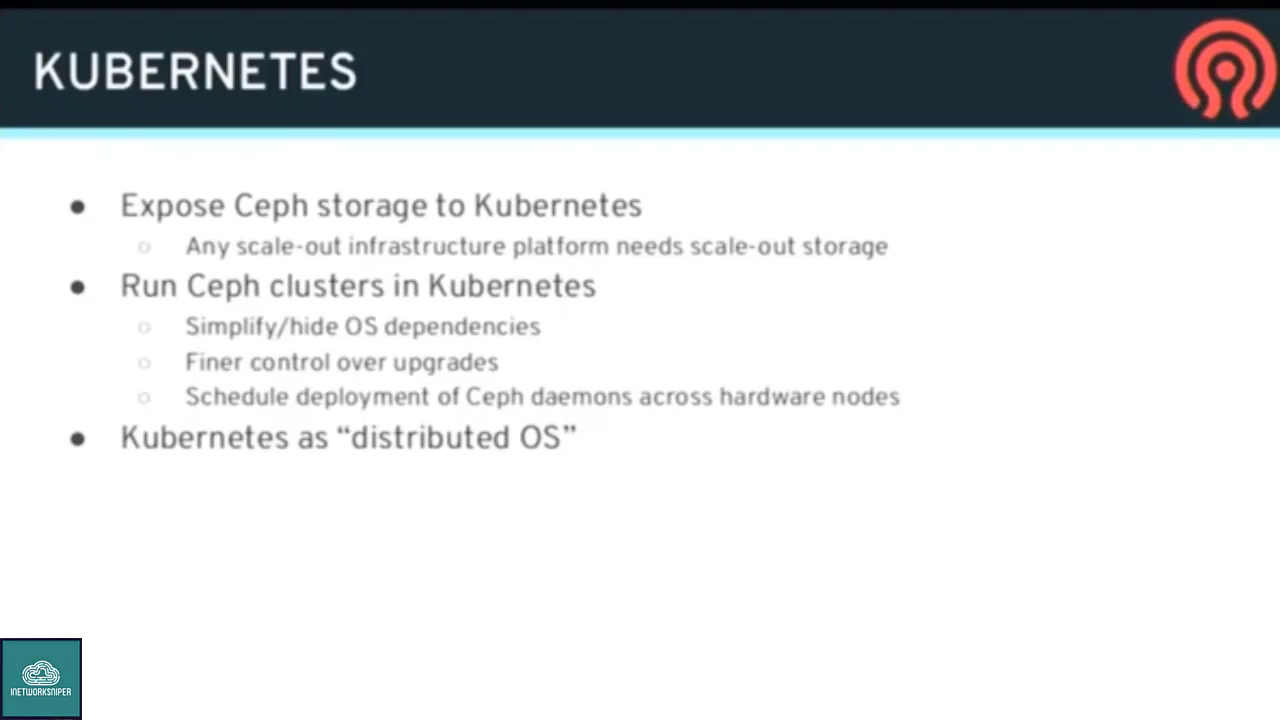 KUBERNETES
● Expose Ceph storage to Kubernetes
○ Any scale-out infrastructure platform needs scale-out storage
● Run Ceph clusters in Kubernetes
○ Simplify/hide OS dependencies
○ Finer control over upgrades
○ Schedule deployment of Ceph daemons across hardware nodes
● Kubernetes as “distributed OS”
INETWORKSNIPER